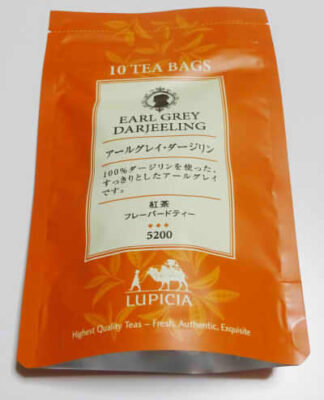 10 TEA BAGS
EARL GREY
DARJEELING
アールグレイ・ダージリン
100%ダージリンを使った、
すっきりとしたアールグレイ
です。
紅茶
フレーバードティー
5200
LUPICIA
Highest Quality Teas – Fresh, Authentic, Exquisite